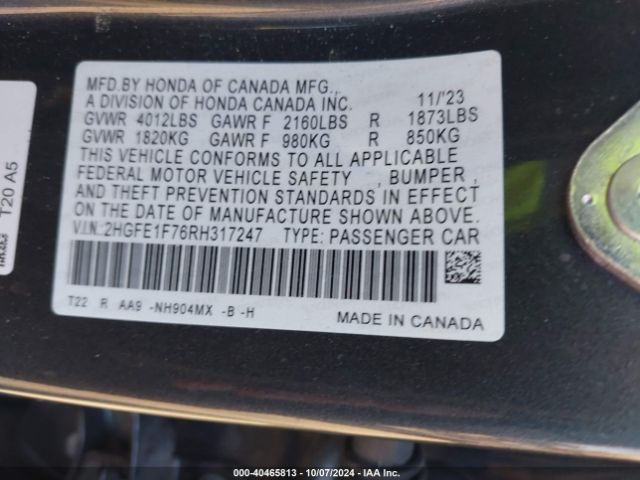 MFD.BY HONDA OF CANADA MFG.,
A DIVISION OF HONDA CANADA INC. 11/'23
GVWR 4012LBS GAWR F 2160LBS R 1873LBS
GVWR 1820KG GAWR F 980KG R 850KG
THIS VEHICLE CONFORMS TO ALL APPLICABLE
FEDERAL MOTOR VEHICLE SAFETY , BUMPER ,
AND THEFT PREVENTION STANDARDS IN EFFECT
ON THE DATE OF MANUFACTURE SHOWN ABOVE.
V.I.N.:2HGFE1F76RH317247 TYPE: PASSENGER CAR
T22 R AA9 -NH904MX -B -H
MADE IN CANADA
T20 A5
000-40465813 - 10/07/2024 - IAA Inc.